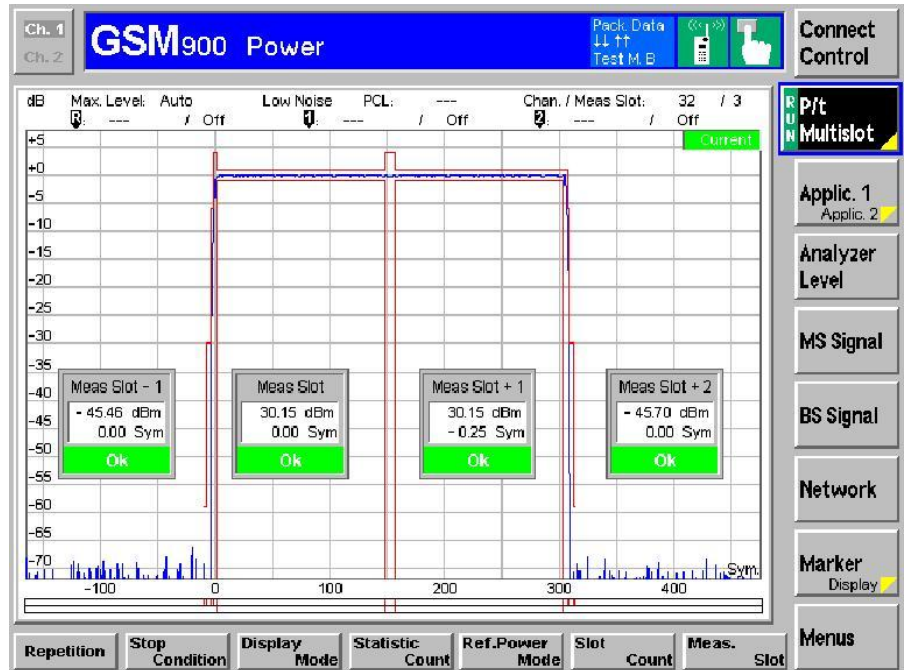 Ch. 1
Ch. 2
GSM900 Power
Pack. Data
↓↓ ↑↑
Test M. B
Connect Control
dB Max. Level: Auto Low Noise PCL: --- Chan. / Meas Slot: 32 / 3
R: --- / Off 1: --- / Off 2: --- / Off
RUN
P/t Multislot
Current
+5
+0
-5
-10
-15
-20
-25
-30
-35
-40
-45
-50
-55
-60
-65
-70
Applic. 1
Applic. 2
Analyzer Level
MS Signal
Meas Slot - 1
- 45.46 dBm
0.00 Sym
Ok
Meas Slot
30.15 dBm
0.00 Sym
Ok
Meas Slot + 1
30.15 dBm
- 0.25 Sym
Ok
Meas Slot + 2
- 45.70 dBm
0.00 Sym
Ok
BS Signal
Network
Marker
Display
Sym.
-100 0 100 200 300 400
Repetition
Stop Condition
Display Mode
Statistic Count
Ref.Power Mode
Slot Count
Meas. Slot
Menus